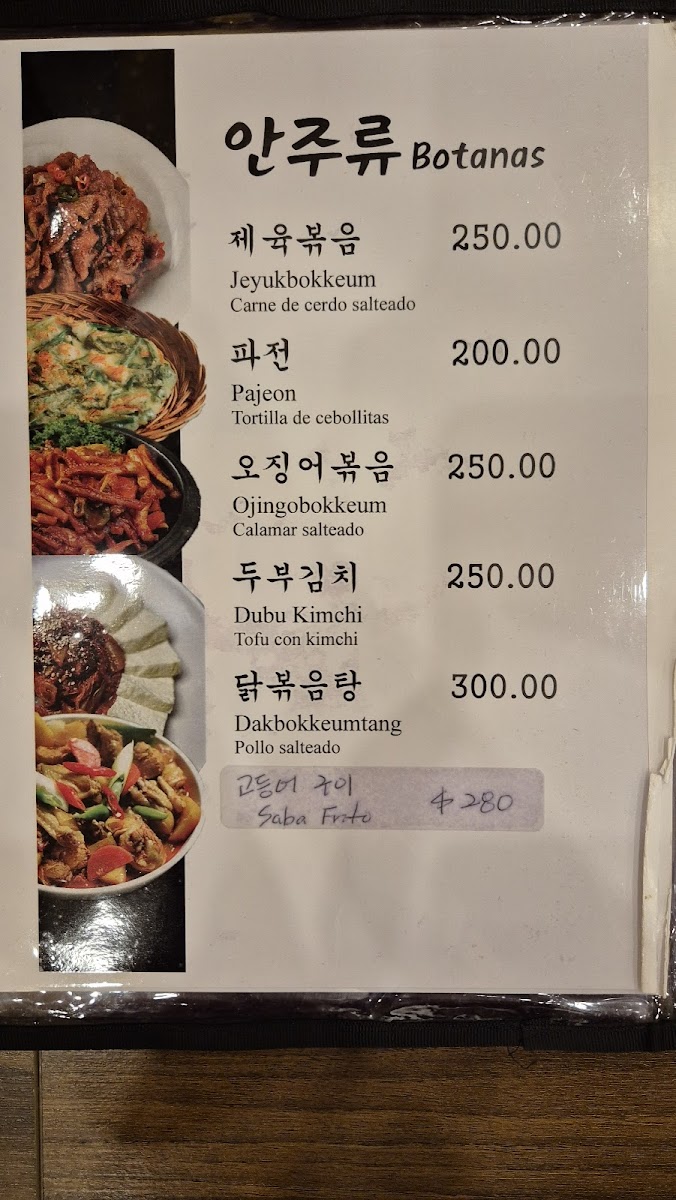 안주류 Botanas
제육볶음 250.00
Jeyukbokkeum
Carne de cerdo salteado
파전 200.00
Pajeon
Tortilla de cebollitas
오징어볶음 250.00
Ojingobokkeum
Calamar salteado
두부김치 250.00
Dubu Kimchi
Tofu con kimchi
닭볶음탕 300.00
Dakbokkeumtang
Pollo salteado
고등어 구이 $280
Saba Frito